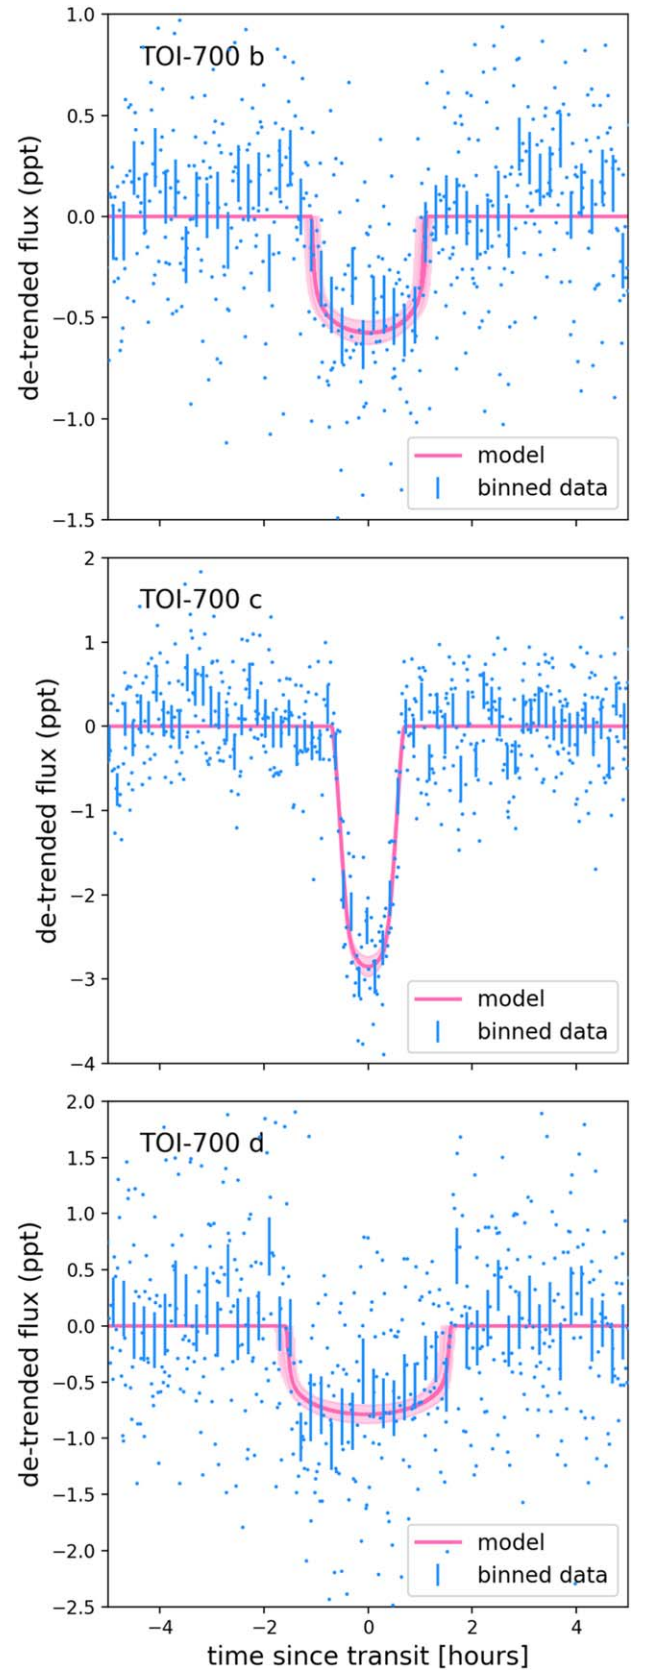 TOI-700 b
1.0
0.5
0.0
−0.5
−1.0
−1.5
de-trended flux (ppt)
model
binned data
TOI-700 c
2
1
0
−1
−2
−3
−4
de-trended flux (ppt)
model
binned data
TOI-700 d
2.0
1.5
1.0
0.5
0.0
−0.5
−1.0
−1.5
−2.0
−2.5
de-trended flux (ppt)
model
binned data
−4 −2 0 2 4
time since transit [hours]